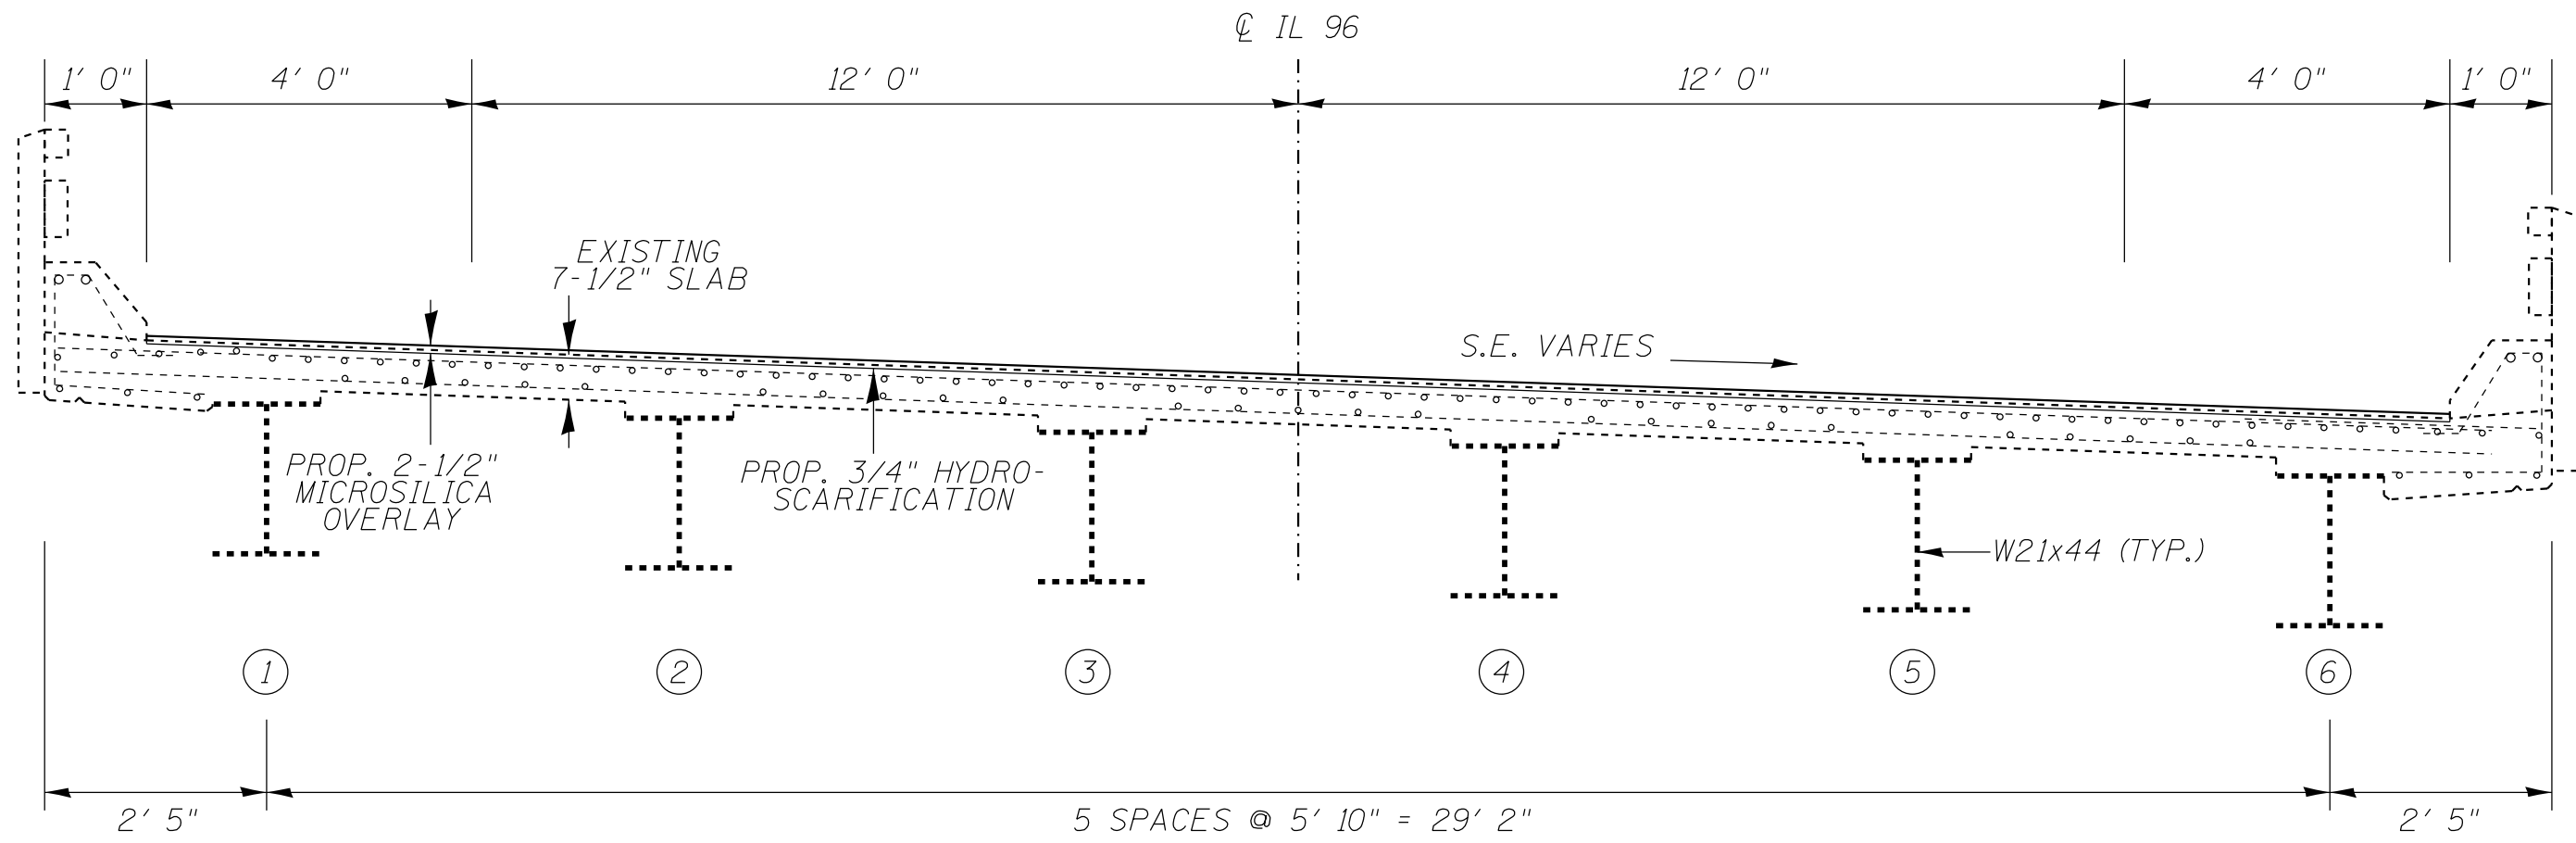 ℄ IL 96
1' 0" 4' 0" 12' 0" 12' 0" 4' 0" 1' 0"
EXISTING
7-1/2" SLAB
S.E. VARIES
PROP. 2-1/2"
MICROSILICA
OVERLAY
PROP. 3/4" HYDRO-
SCARIFICATION
W21x44 (TYP.)
1 2 3 4 5 6
2' 5" 5 SPACES @ 5' 10" = 29' 2" 2' 5"